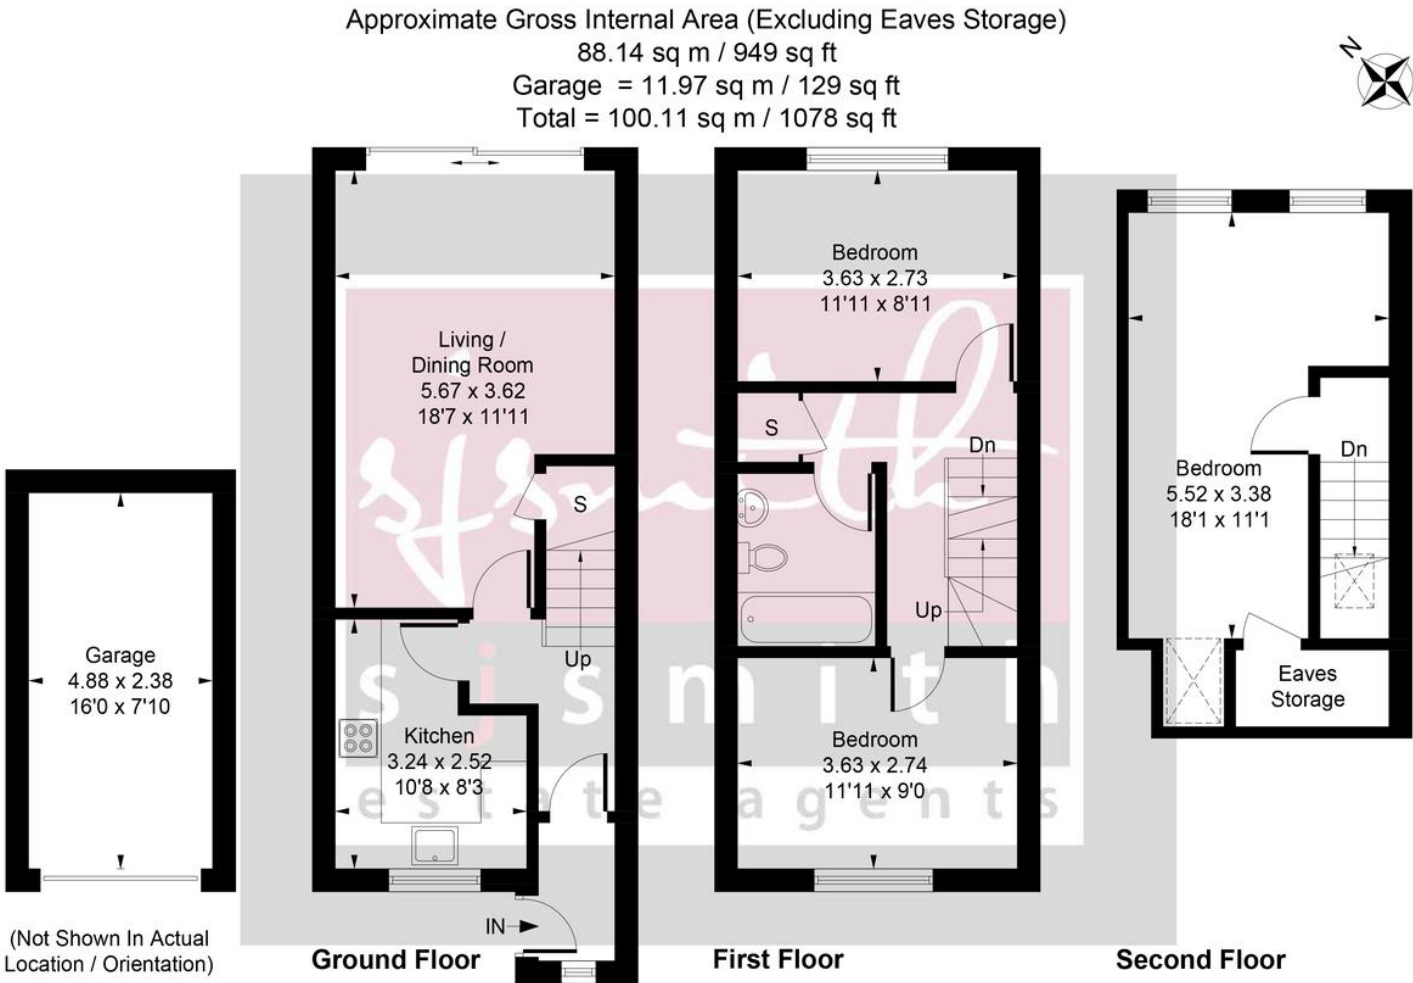 Approximate Gross Internal Area (Excluding Eaves Storage)
88.14 sq m / 949 sq ft
Garage = 11.97 sq m / 129 sq ft
Total = 100.11 sq m / 1078 sq ft
N
Garage
4.88 x 2.38
16'0 x 7'10
(Not Shown In Actual
Location / Orientation)
Living /
Dining Room
5.67 x 3.62
18'7 x 11'11
S
Up
Kitchen
3.24 x 2.52
10'8 x 8'3
IN
Ground Floor
Bedroom
3.63 x 2.73
11'11 x 8'11
S
Dn
Up
Bedroom
3.63 x 2.74
11'11 x 9'0
First Floor
Bedroom
5.52 x 3.38
18'1 x 11'1
Dn
Eaves
Storage
Second Floor
sjsmith
sjsmith
estate agents